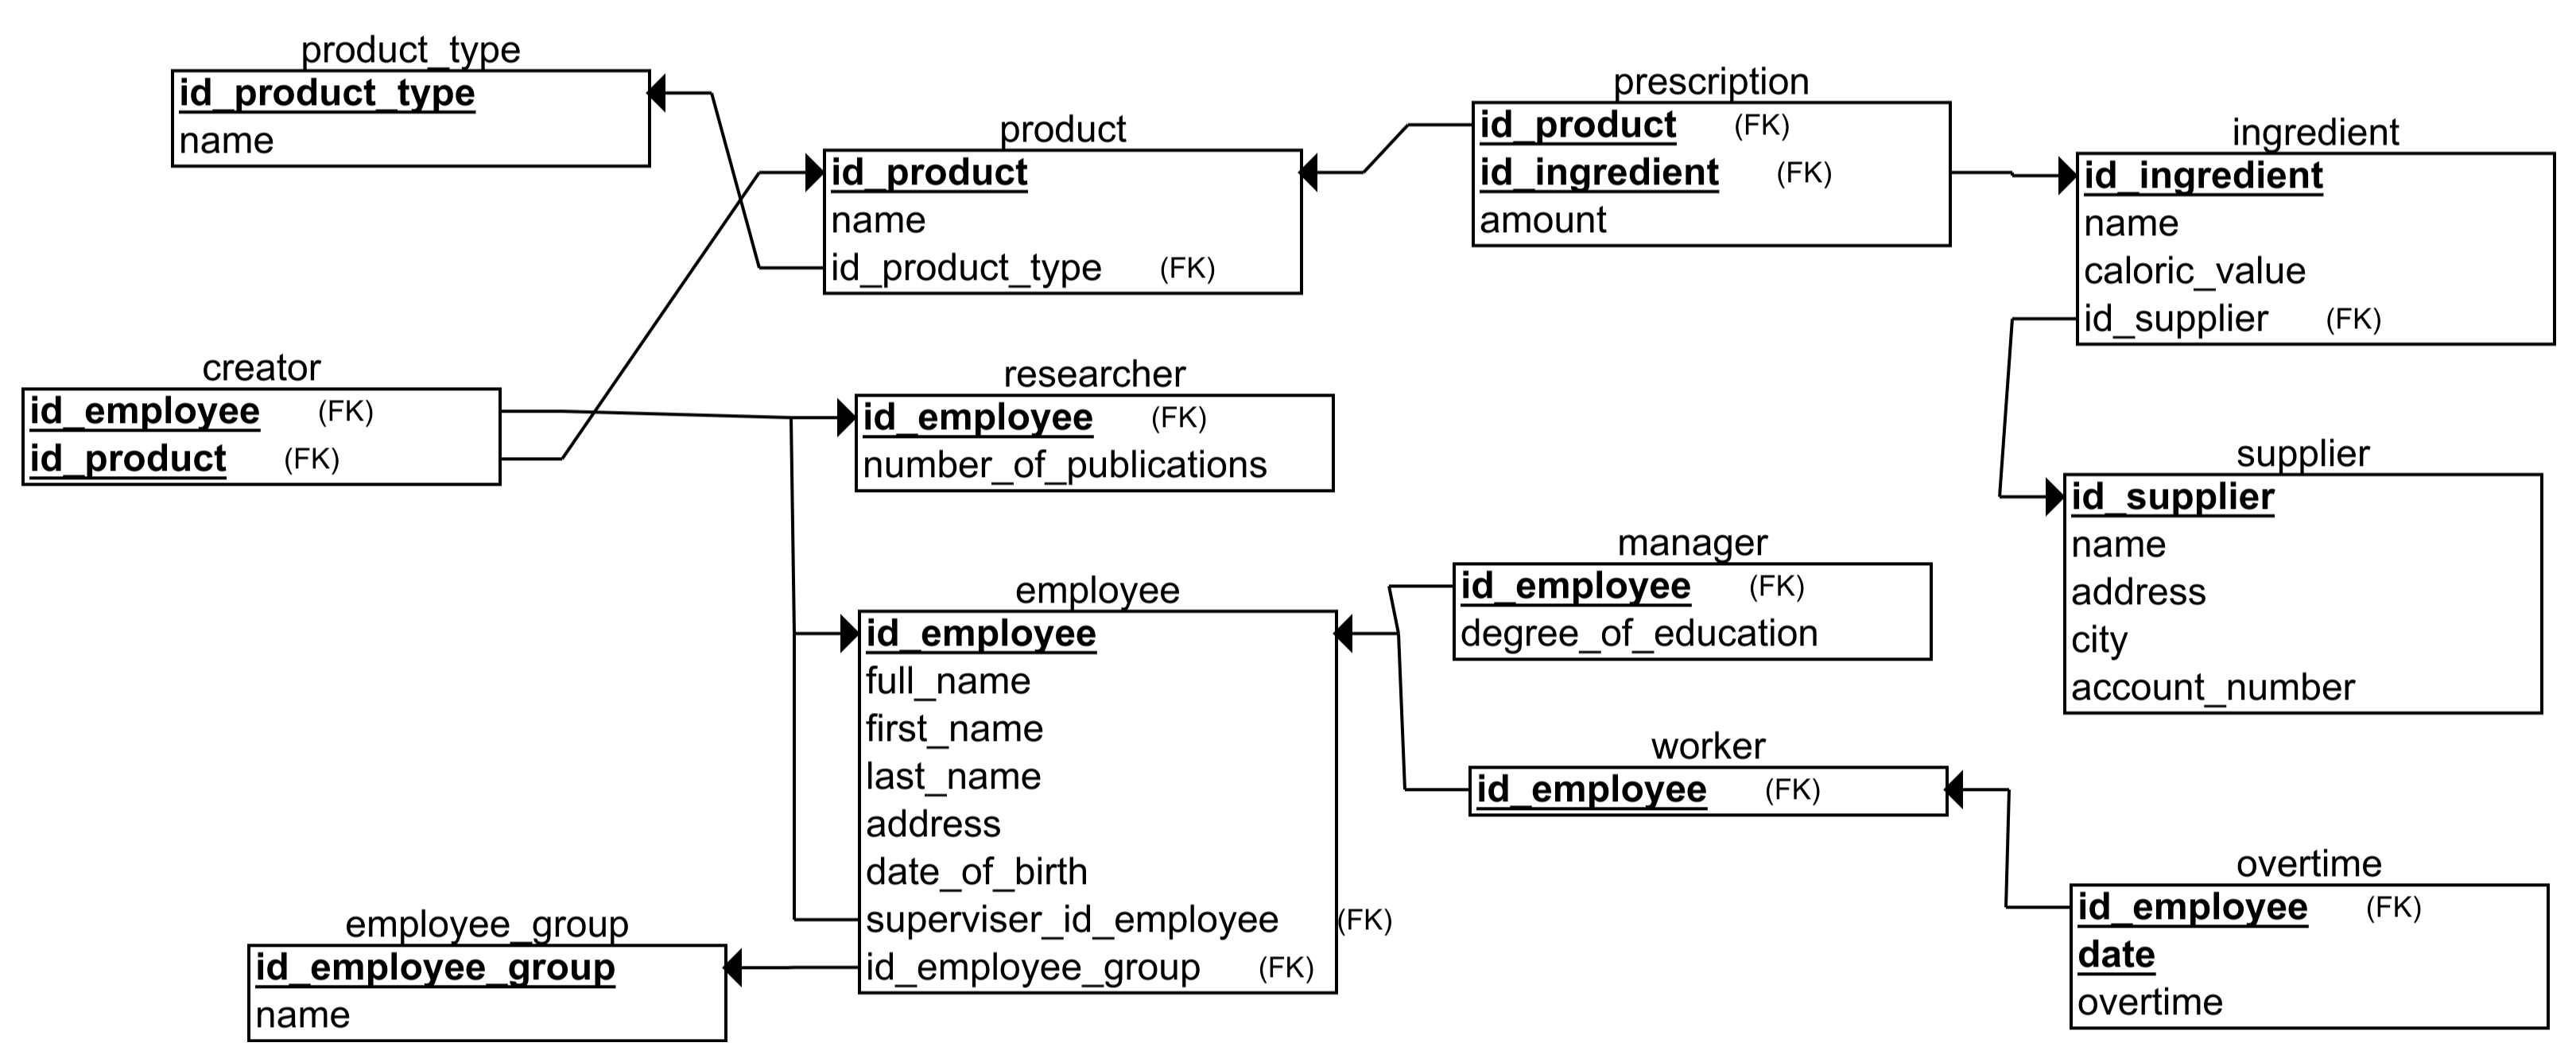 product_type
id_product_type
name
product
id_product
name
id_product_type (FK)
prescription
id_product (FK)
id_ingredient (FK)
amount
ingredient
id_ingredient
name
caloric_value
id_supplier (FK)
creator
id_employee (FK)
id_product (FK)
researcher
id_employee (FK)
number_of_publications
supplier
id_supplier
name
address
city
account_number
manager
id_employee (FK)
degree_of_education
employee
id_employee
full_name
first_name
last_name
address
date_of_birth
superviser_id_employee (FK)
id_employee_group (FK)
worker
id_employee (FK)
overtime
id_employee (FK)
date
overtime
employee_group
id_employee_group
name